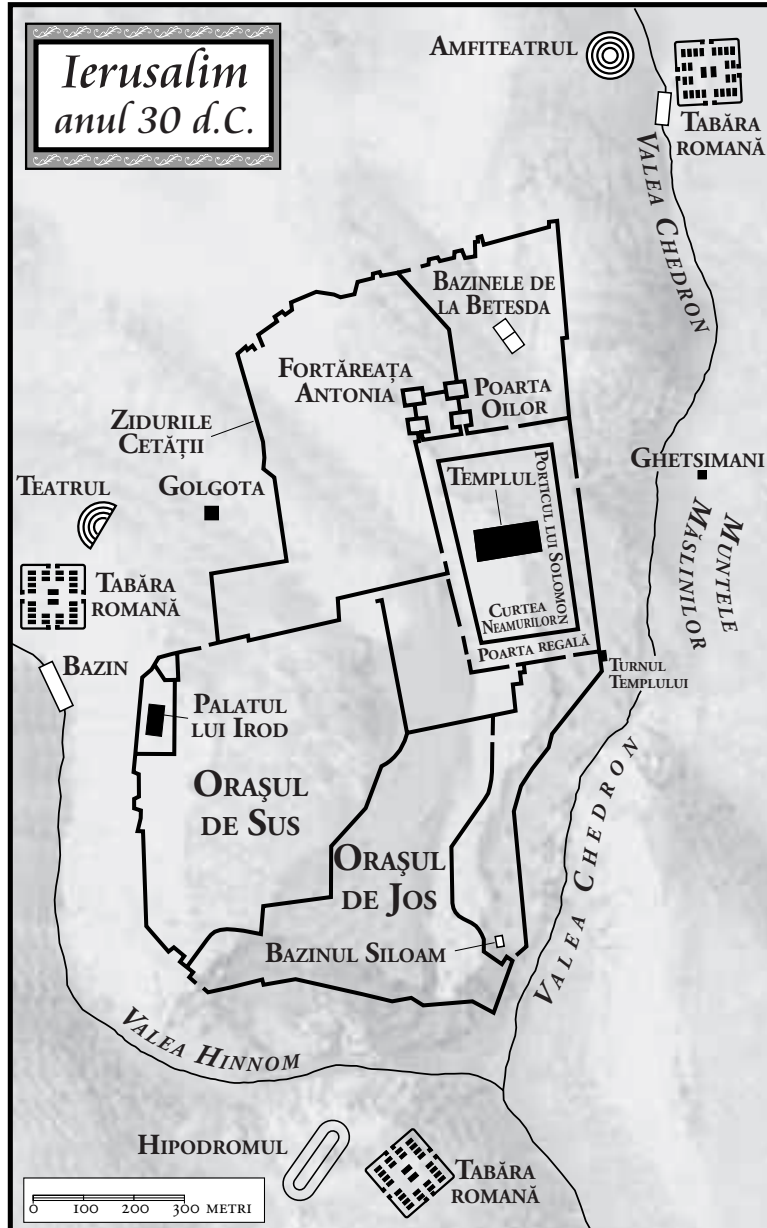 Ierusalim
anul 30 d.C.
AMFITEATRUL
TABĂRA
ROMANĂ
VALEA CHEDRON
BAZINELE DE
LA BETESDA
FORTĂREAȚA
ANTONIA
POARTA
OILOR
ZIDURILE
CETĂȚII
TEATRUL
GOLGOTA
TEMPLUL
PORTICUL LUI SOLOMON
GHETSIMANI
MUNTELE
MĂSLINILOR
TABĂRA
ROMANĂ
CURTEA
NEAMURILOR
POARTA REGALĂ
TURNUL
TEMPLULUI
BAZIN
PALATUL
LUI IROD
ORAŞUL
DE SUS
ORAŞUL
DE JOS
VALEA CHEDRON
BAZINUL SILOAM
VALEA HINNOM
HIPODROMUL
TABĂRA
ROMANĂ
0 100 200 300 METRI